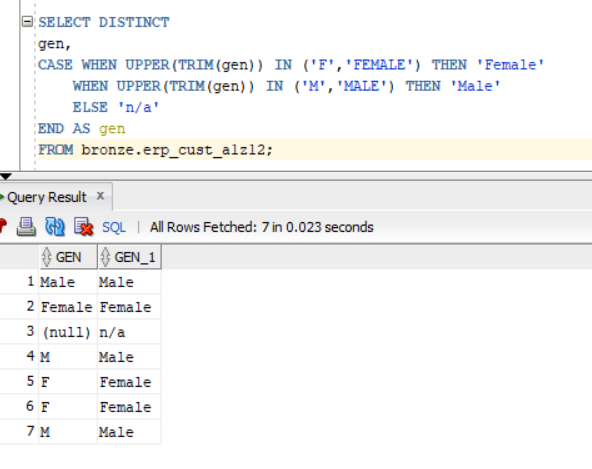 SELECT DISTINCT
gen,
CASE WHEN UPPER(TRIM(gen)) IN ('F','FEMALE') THEN 'Female'
WHEN UPPER(TRIM(gen)) IN ('M','MALE') THEN 'Male'
ELSE 'n/a'
END AS gen
FROM bronze.erp_cust_a1z12;
Query Result x
SQL | All Rows Fetched: 7 in 0.023 seconds
GEN GEN_1
1 Male Male
2 Female Female
3 (null) n/a
4 M Male
5 F Female
6 F Female
7 M Male